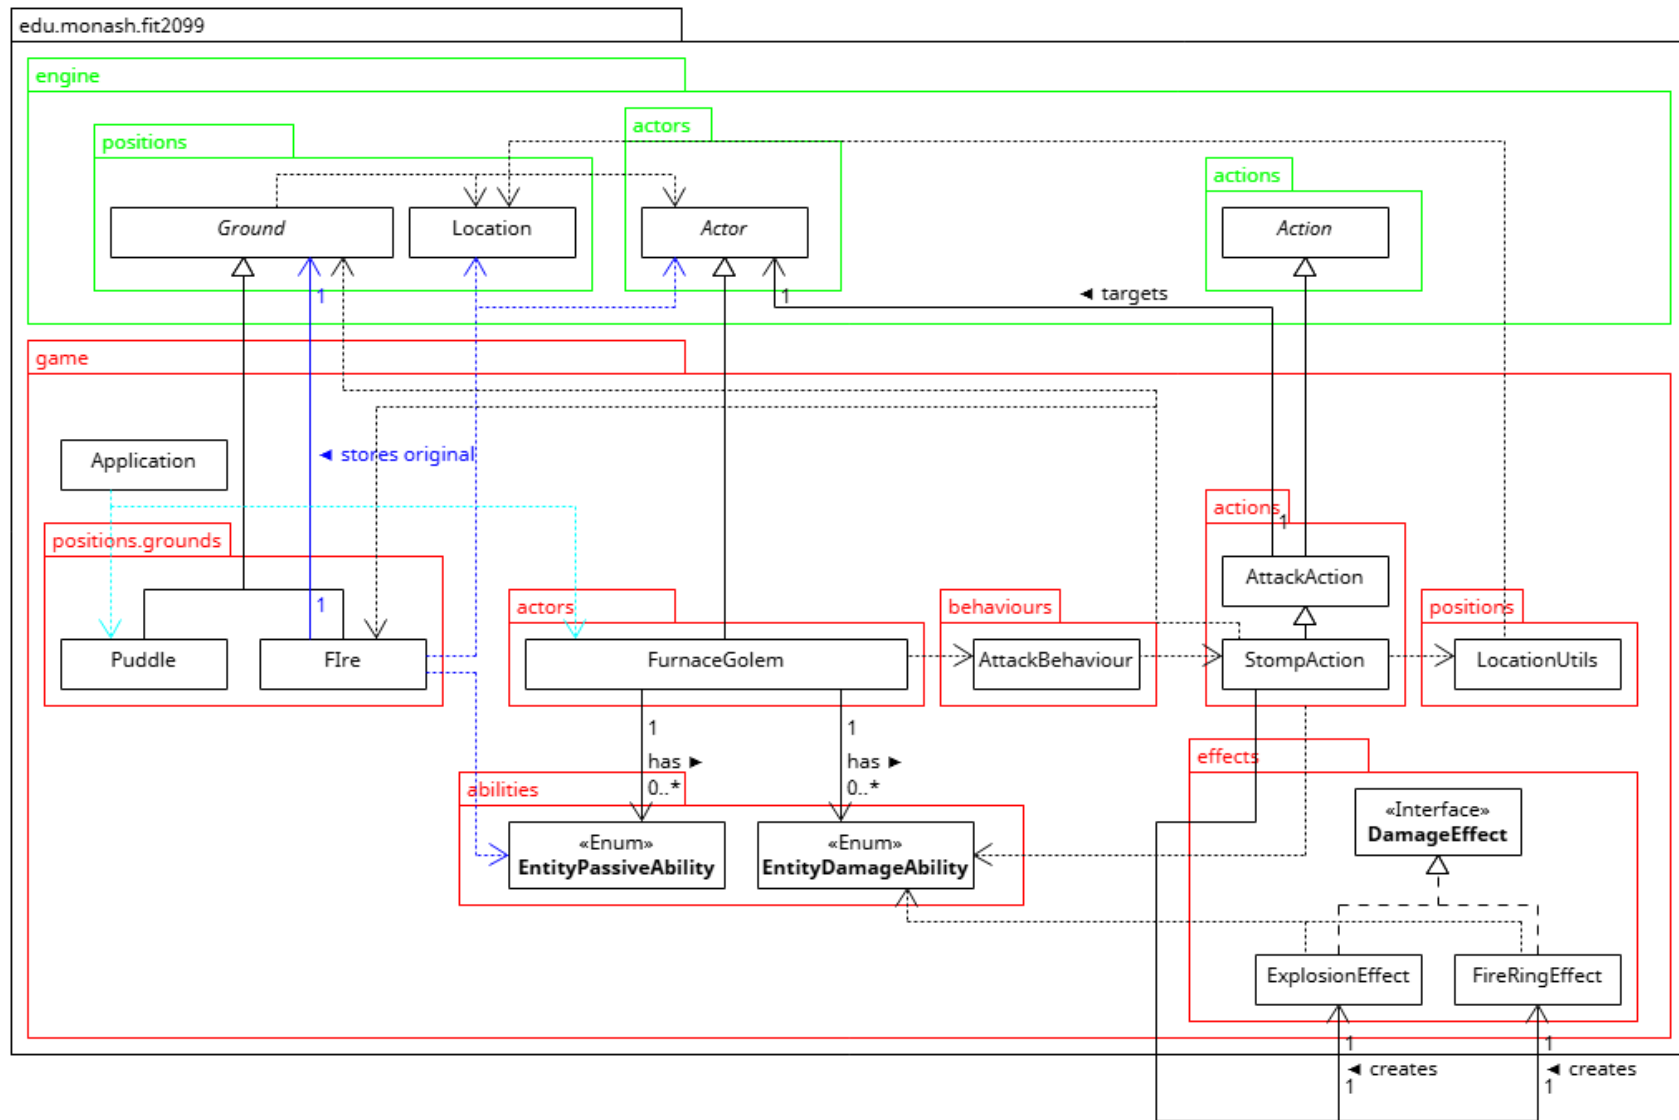 edu.monash.fit2099
engine
positions
actors
actions
Ground
Location
Actor
Action
1
1
◄ targets
game
◄ stores original
Application
actions
1
positions.grounds
AttackAction
1
actors
behaviours
positions
Puddle
FIre
FurnaceGolem
AttackBehaviour
StompAction
LocationUtils
1
1
has ►
has ►
effects
0..*
0..*
abilities
«Interface»
DamageEffect
«Enum»
EntityPassiveAbility
«Enum»
EntityDamageAbility
ExplosionEffect
FireRingEffect
1
1
◄ creates
◄ creates
1
1